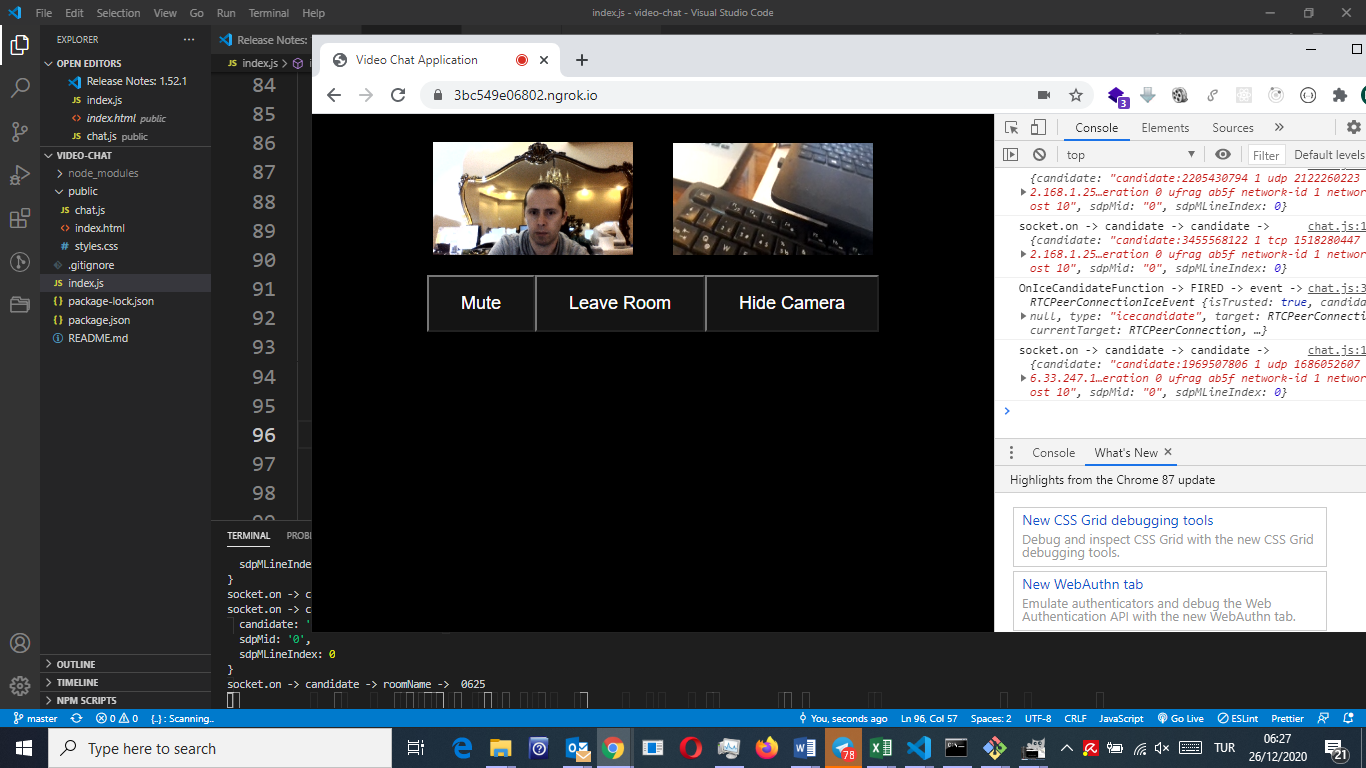 File Edit Selection View Go Run Terminal Help
index.js - video-chat - Visual Studio Code
EXPLORER
OPEN EDITORS
Release Notes: 1.52.1
index.js
index.html public
chat.js public
VIDEO-CHAT
node_modules
public
chat.js
index.html
styles.css
.gitignore
index.js
package-lock.json
package.json
README.md
OUTLINE
TIMELINE
NPM SCRIPTS
Release Notes:
index.js
84
85
86
87
88
89
90
91
92
93
94
95
96
97
98
Video Chat Application
3bc549e06802.ngrok.io
3
Mute
Leave Room
Hide Camera
Console Elements Sources
top
Filter
Default levels
{candidate: "candidate:2205430794 1 udp 2122260223
2.168.1.25…eration 0 ufrag ab5f network-id 1 networ
ost 10", sdpMid: "0", sdpMLineIndex: 0}
socket.on -> candidate -> candidate -> chat.js:1
{candidate: "candidate:3455568122 1 tcp 1518280447
2.168.1.25…eration 0 ufrag ab5f network-id 1 networ
ost 10", sdpMid: "0", sdpMLineIndex: 0}
OnIceCandidateFunction -> FIRED -> event -> chat.js:3
RTCPeerConnectionIceEvent {isTrusted: true, candida
null, type: "icecandidate", target: RTCPeerConnecti
currentTarget: RTCPeerConnection, …}
socket.on -> candidate -> candidate -> chat.js:1
{candidate: "candidate:1969507806 1 udp 1686052607
6.33.247.1…eration 0 ufrag ab5f network-id 1 networ
ost 10", sdpMid: "0", sdpMLineIndex: 0}
Console What's New
Highlights from the Chrome 87 update
New CSS Grid debugging tools
Debug and inspect CSS Grid with the new CSS Grid
debugging tools.
New WebAuthn tab
Emulate authenticators and debug the Web
Authentication API with the new WebAuthn tab.
TERMINAL PROB
sdpMLineInde
}
socket.on -> c
socket.on -> c
candidate: '
sdpMid: '0',
sdpMLineIndex: 0
}
socket.on -> candidate -> roomName -> 0625
master
0 0
{..} : Scanning..
You, seconds ago
Ln 96, Col 57
Spaces: 2
UTF-8
CRLF
JavaScript
Go Live
ESLint
Prettier
Type here to search
78
TUR
06:27
26/12/2020
21